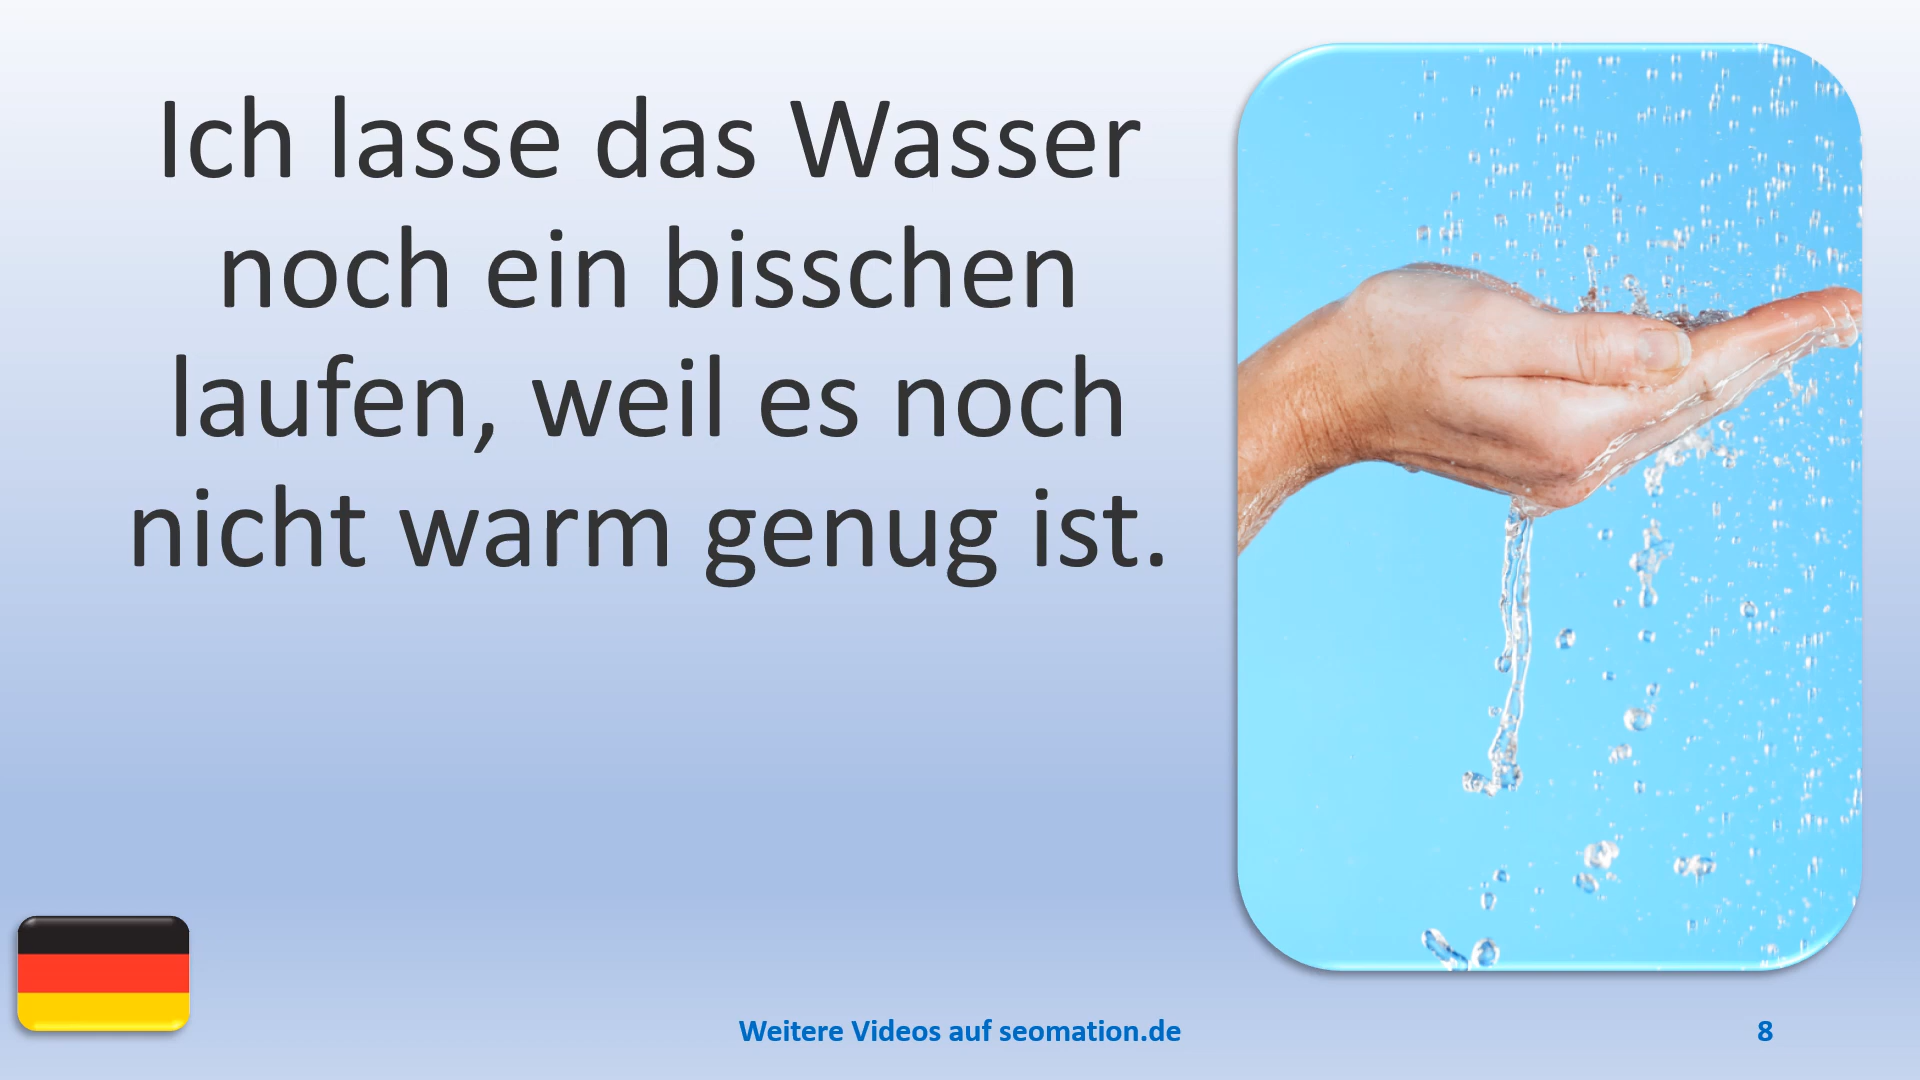 Ich lasse das Wasser
noch ein bisschen
laufen, weil es noch
nicht warm genug ist.
Weitere Videos auf seomation.de
8